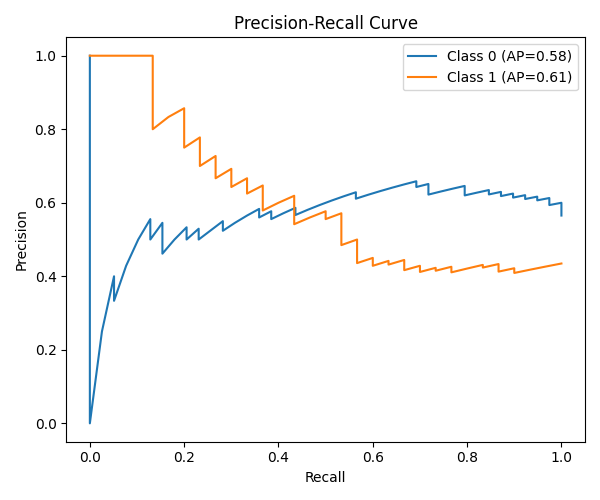 Precision-Recall Curve
Class 0 (AP=0.58)
Class 1 (AP=0.61)
1.0
0.8
0.6
0.4
0.2
0.0
Precision
0.0 0.2 0.4 0.6 0.8 1.0
Recall